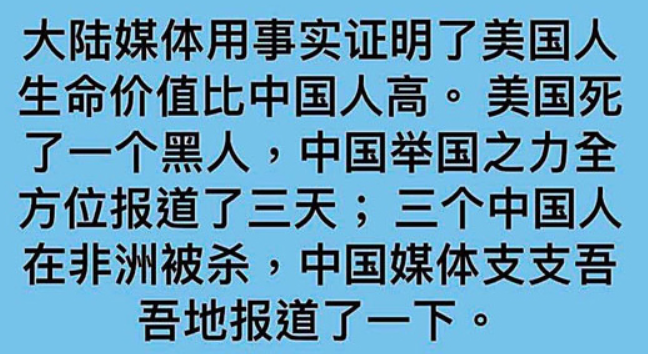 大陆媒体用事实证明了美国人
生命价值比中国人高。 美国死
了一个黑人，中国举国之力全
方位报道了三天； 三个中国人
在非洲被杀，中国媒体支支吾
吾地报道了一下。